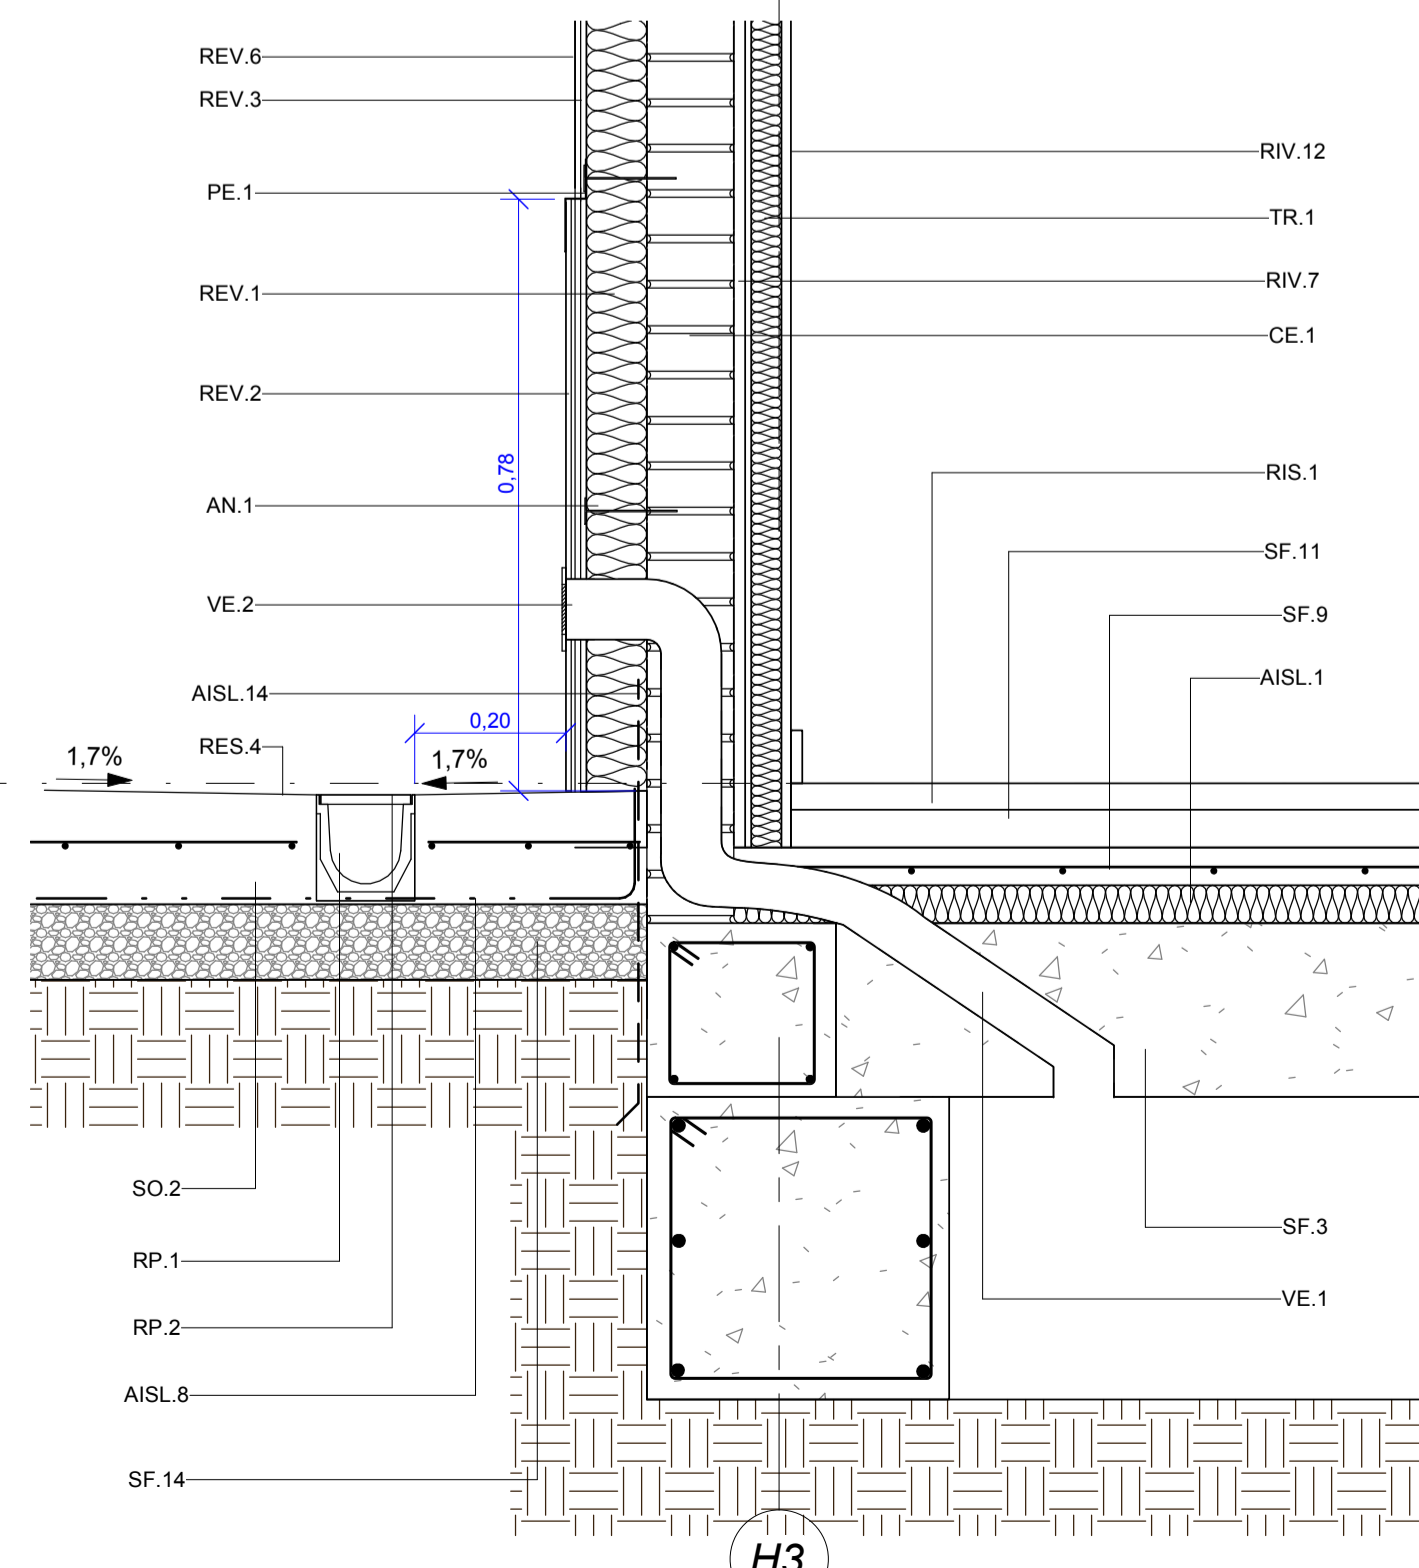 REV.6
REV.3
PE.1
REV.1
REV.2
AN.1
VE.2
AISL.14
RES.4
1,7%
1,7%
0,78
0,20
RIV.12
TR.1
RIV.7
CE.1
RIS.1
SF.11
SF.9
AISL.1
SO.2
RP.1
RP.2
AISL.8
SF.14
SF.3
VE.1
H3